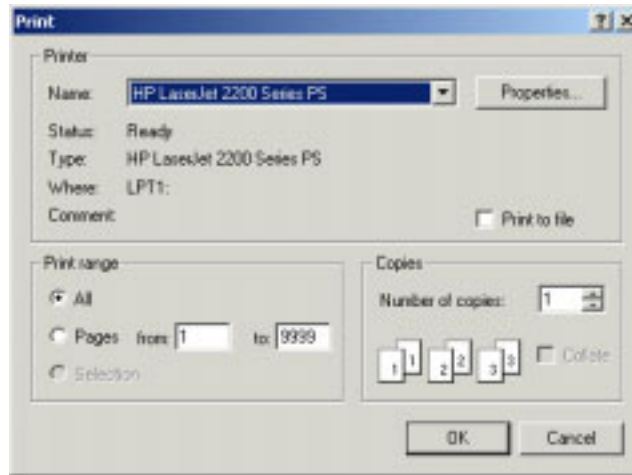 Print
Printer
Name: HP LaserJet 2200 Series PS Properties...
Status: Ready
Type: HP LaserJet 2200 Series PS
Where: LPT1:
Comment:
Print to file
Print range
All
Pages from: 1 to: 9999
Selection
Copies
Number of copies: 1
1 1 2 2 3 3 Collate
OK Cancel